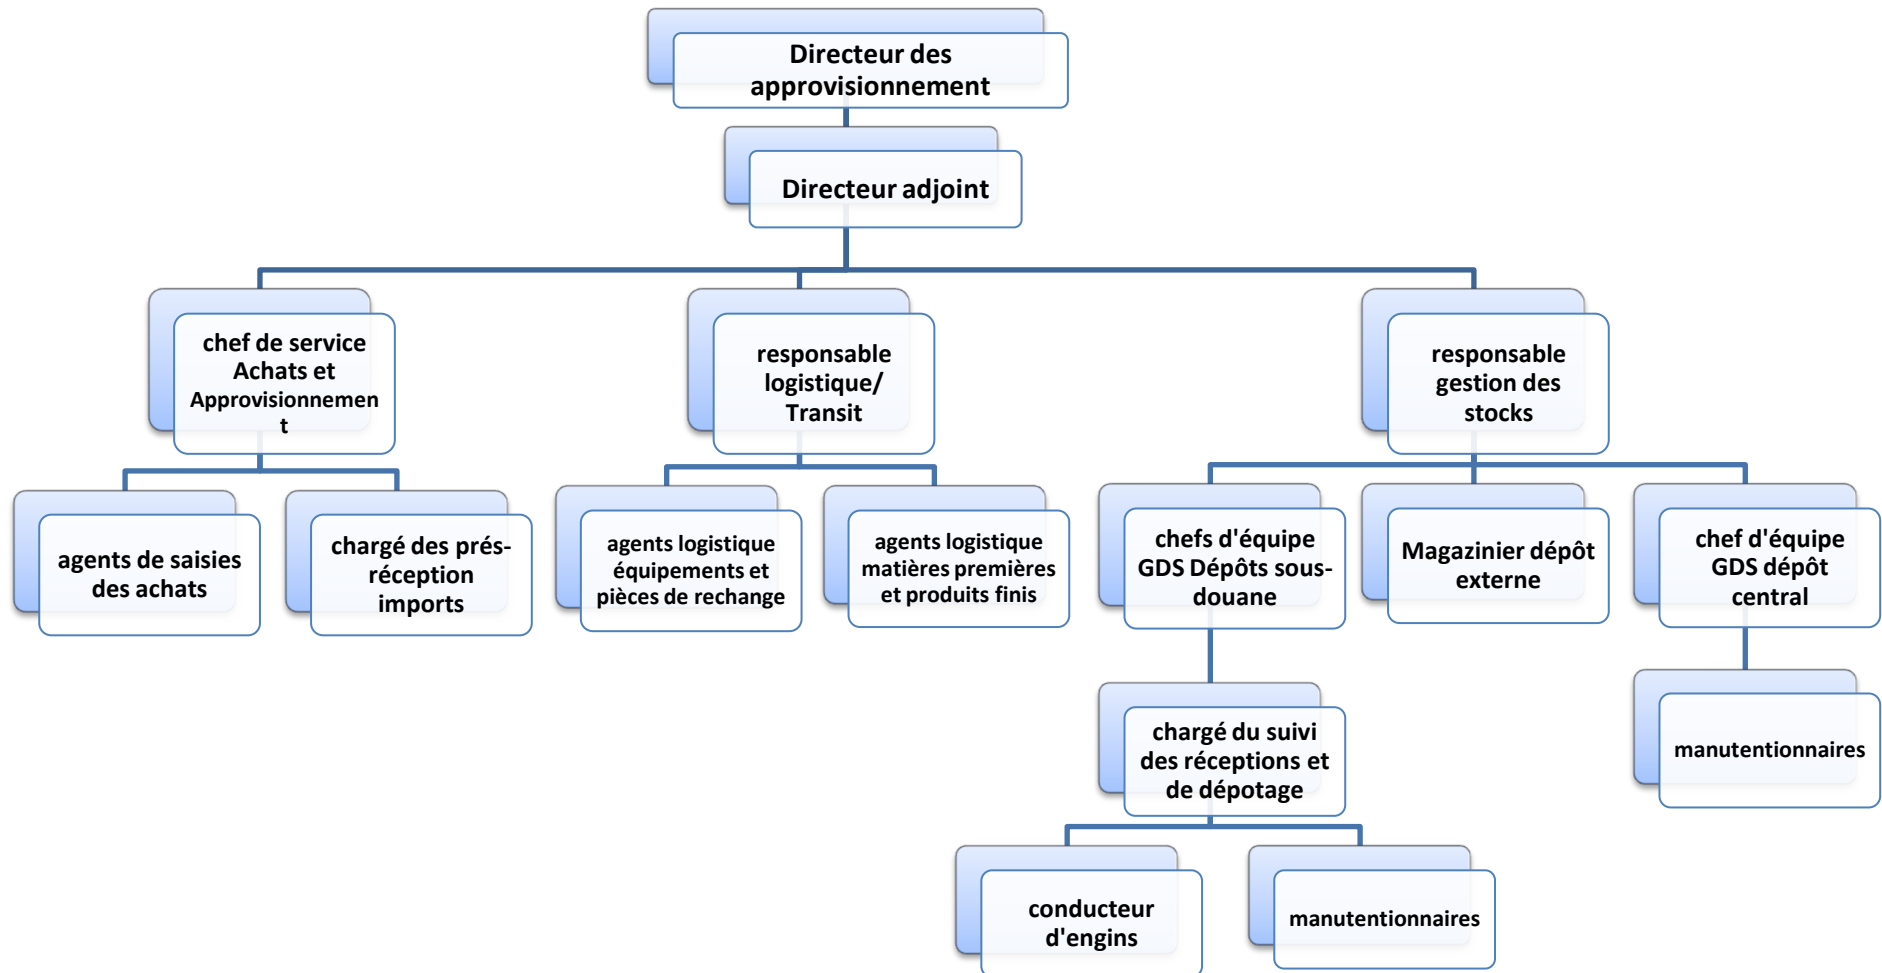 Directeur des
approvisionnement
Directeur adjoint
chef de service
Achats et
Approvisionnemen
t
responsable
logistique/
Transit
responsable
gestion des
stocks
agents de saisies
des achats
chargé des prés-
réception
imports
agents logistique
équipements et
pièces de rechange
agents logistique
matières premières
et produits finis
chefs d'équipe
GDS Dépôts sous-
douane
Magazinier dépôt
externe
chef d'équipe
GDS dépôt
central
chargé du suivi
des réceptions et
de dépotage
manutentionnaires
conducteur
d'engins
manutentionnaires